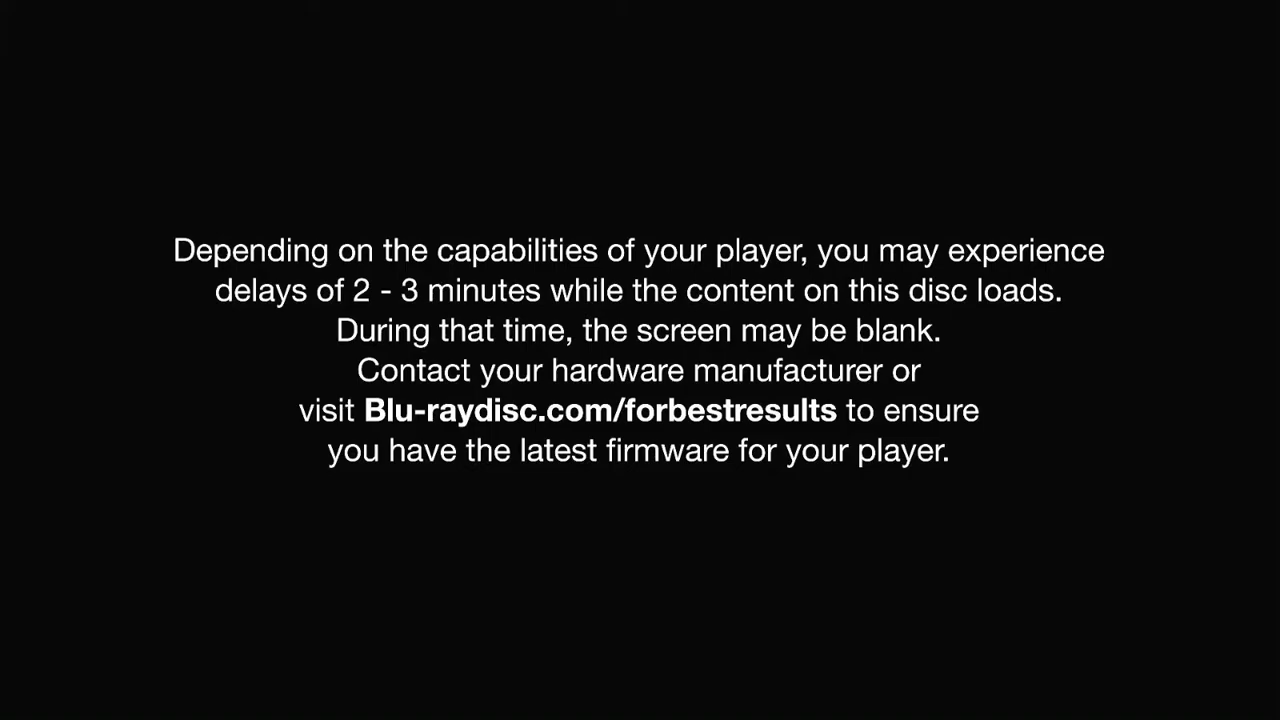 Depending on the capabilities of your player, you may experience
delays of 2 - 3 minutes while the content on this disc loads.
During that time, the screen may be blank.
Contact your hardware manufacturer or
visit Blu-raydisc.com/forbestresults to ensure
you have the latest firmware for your player.